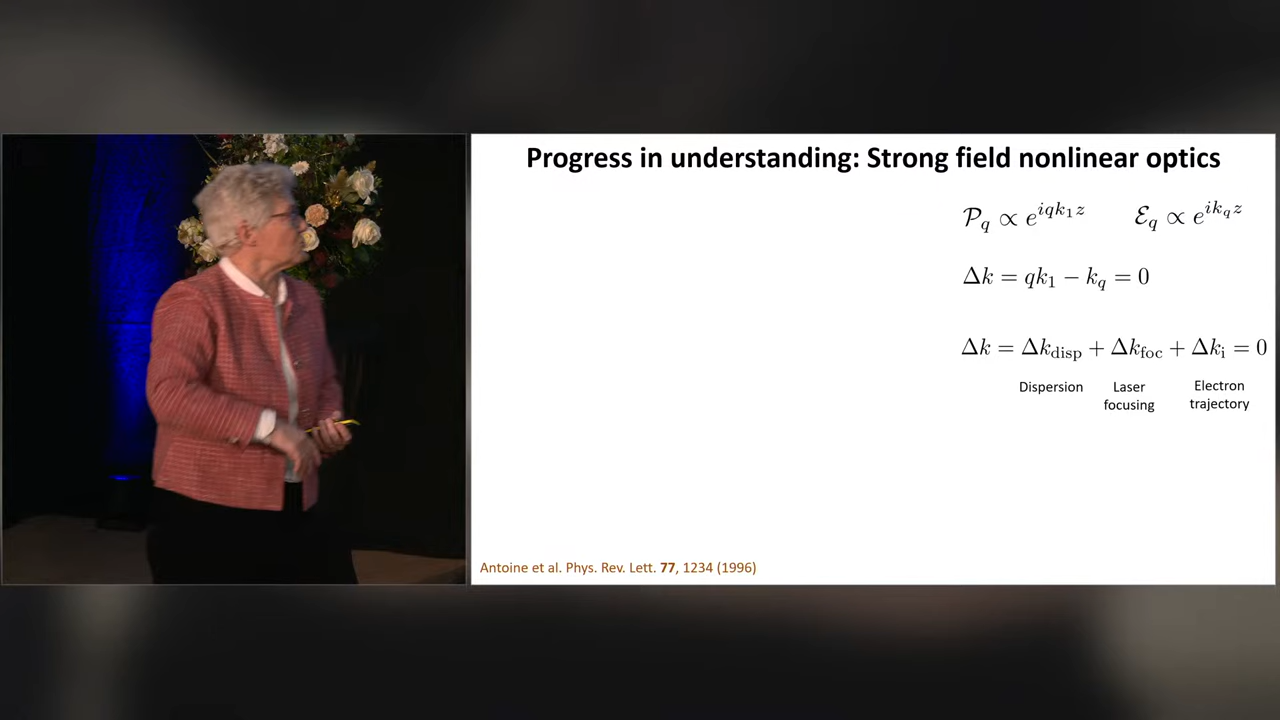 Progress in understanding: Strong field nonlinear optics
𝒫_q ∝ e^{iqk_1z}    ℰ_q ∝ e^{ik_qz}
Δk = qk_1 − k_q = 0
Δk = Δk_disp + Δk_foc + Δk_i = 0
Dispersion
Laser
focusing
Electron
trajectory
Antoine et al. Phys. Rev. Lett. 77, 1234 (1996)